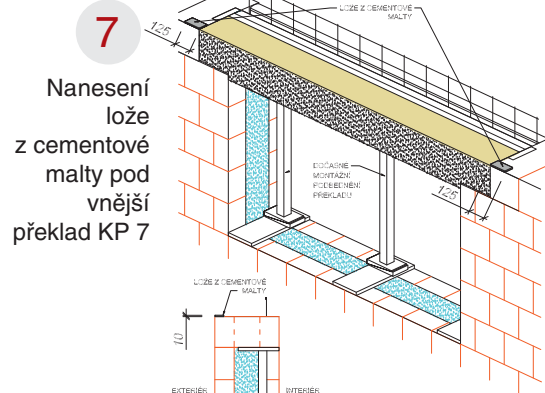 7
Nanesení
lože
z cementové
malty pod
vnější
překlad KP 7
LOŽE Z CEMENTOVÉ
MALTY
125
DOČASNÉ
MONTÁŽNÍ
PODBEDNĚNÍ
PŘEKLADU
125
LOŽE Z CEMENTOVÉ
MALTY
10
EXTERIÉR
INTERIÉR